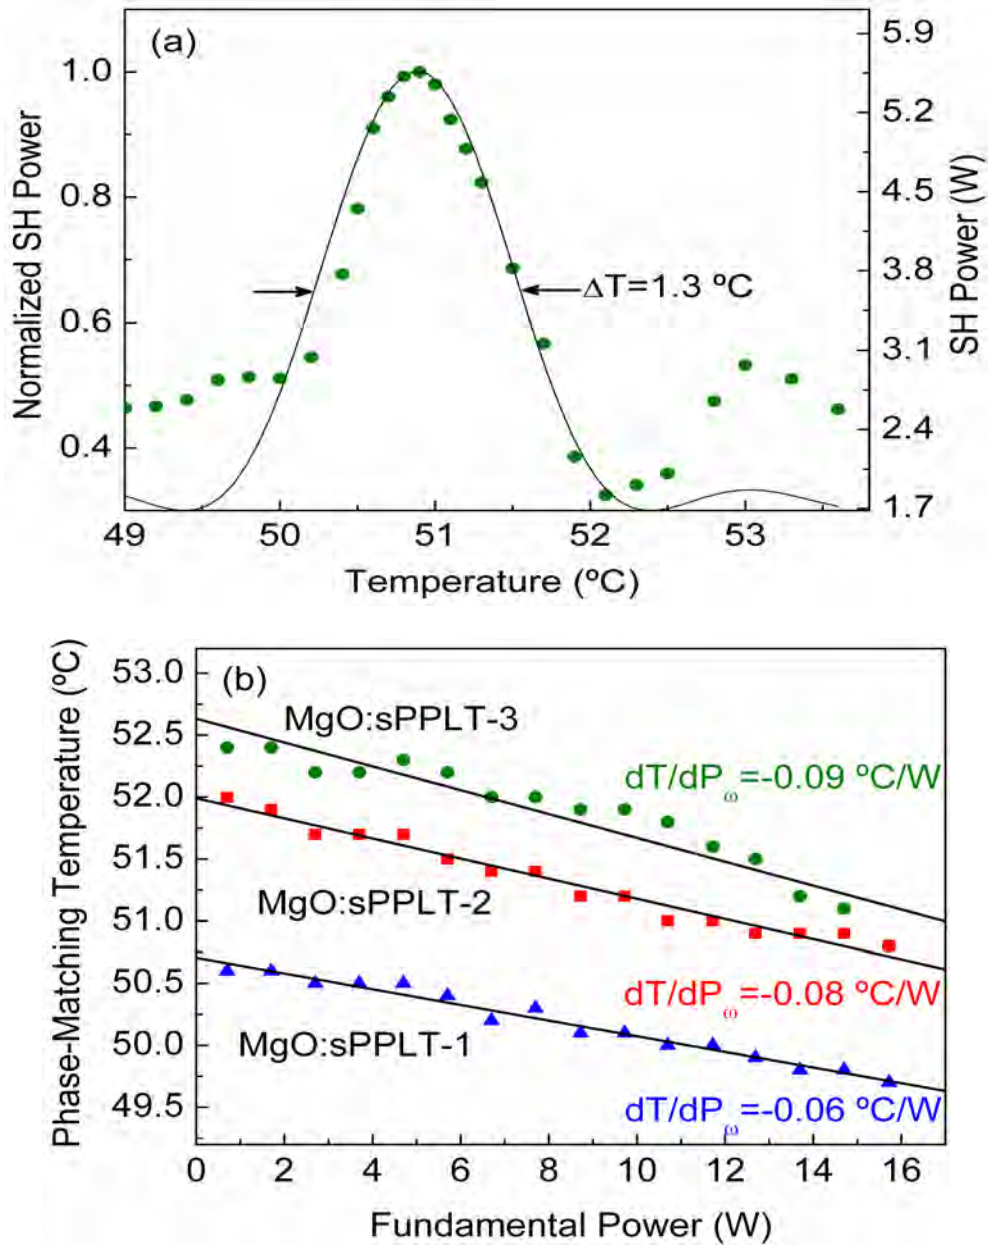 (a)
Normalized SH Power
1.0
0.8
0.6
0.4
5.9
5.2
4.5
3.8
3.1
2.4
1.7
SH Power (W)
ΔT=1.3 ºC
49 50 51 52 53
Temperature (ºC)
(b)
Phase-Matching Temperature (ºC)
53.0
52.5
52.0
51.5
51.0
50.5
50.0
49.5
MgO:sPPLT-3
dT/dPω=-0.09 ºC/W
MgO:sPPLT-2
dT/dPω=-0.08 ºC/W
MgO:sPPLT-1
dT/dPω=-0.06 ºC/W
0 2 4 6 8 10 12 14 16
Fundamental Power (W)